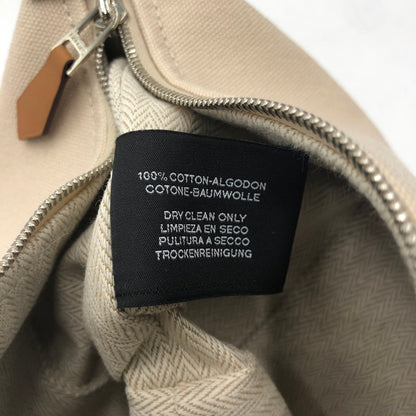 100% COTTON-ALGODON
COTONE-BAUMWOLLE
DRY CLEAN ONLY
LIMPIEZA EN SECO
PULITURA A SECCO
TROCKENREINIGUNG